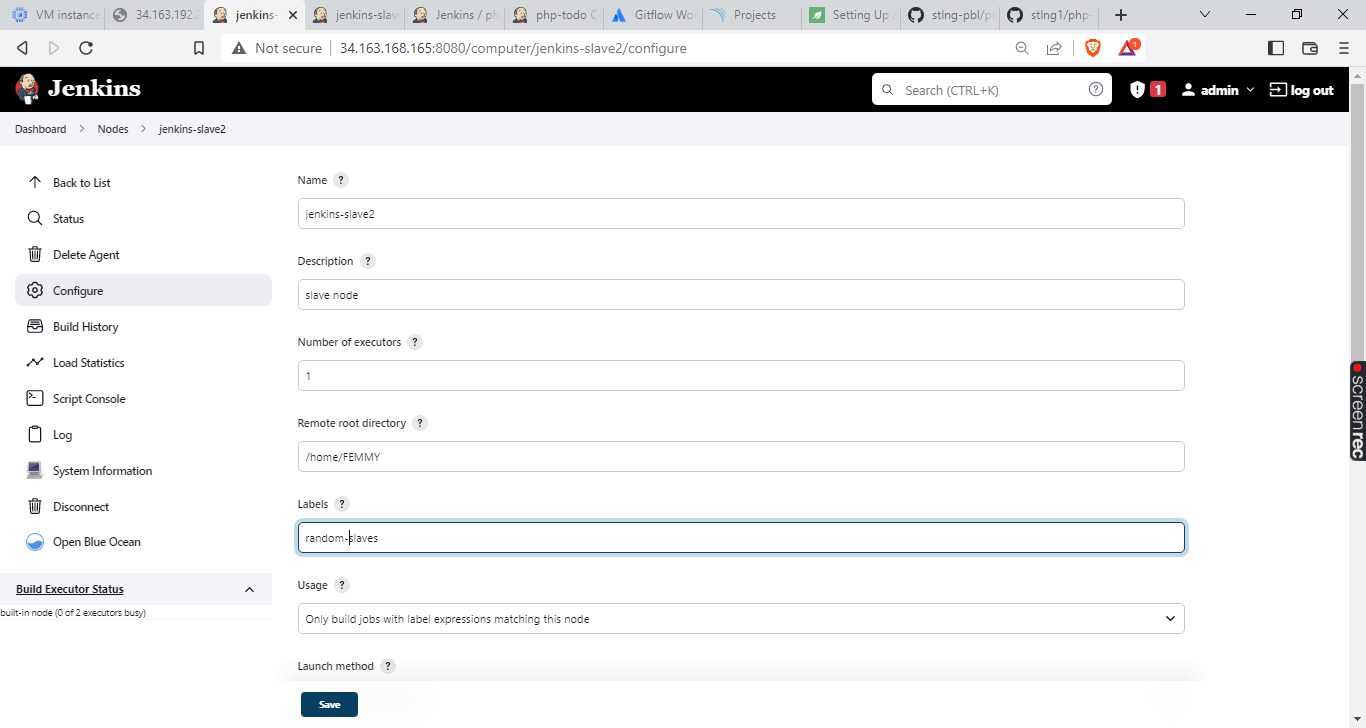 VM instance
34.163.192.
jenkins-
jenkins-slav
Jenkins / ph
php-todo C
Gitflow Wor
Projects
Setting Up
stlng-pbl/p
stlng1/php-
Not secure
34.163.168.165:8080/computer/jenkins-slave2/configure
1
Jenkins
Search (CTRL+K)
?
!
1
admin
log out
Dashboard
Nodes
jenkins-slave2
Back to List
Status
Delete Agent
Configure
Build History
Load Statistics
Script Console
Log
System Information
Disconnect
Open Blue Ocean
Build Executor Status
built-in node (0 of 2 executors busy)
Name ?
jenkins-slave2
Description ?
slave node
Number of executors ?
1
Remote root directory ?
/home/FEMMY
Labels ?
random-slaves
Usage ?
Only build jobs with label expressions matching this node
Launch method ?
Save
screenrec